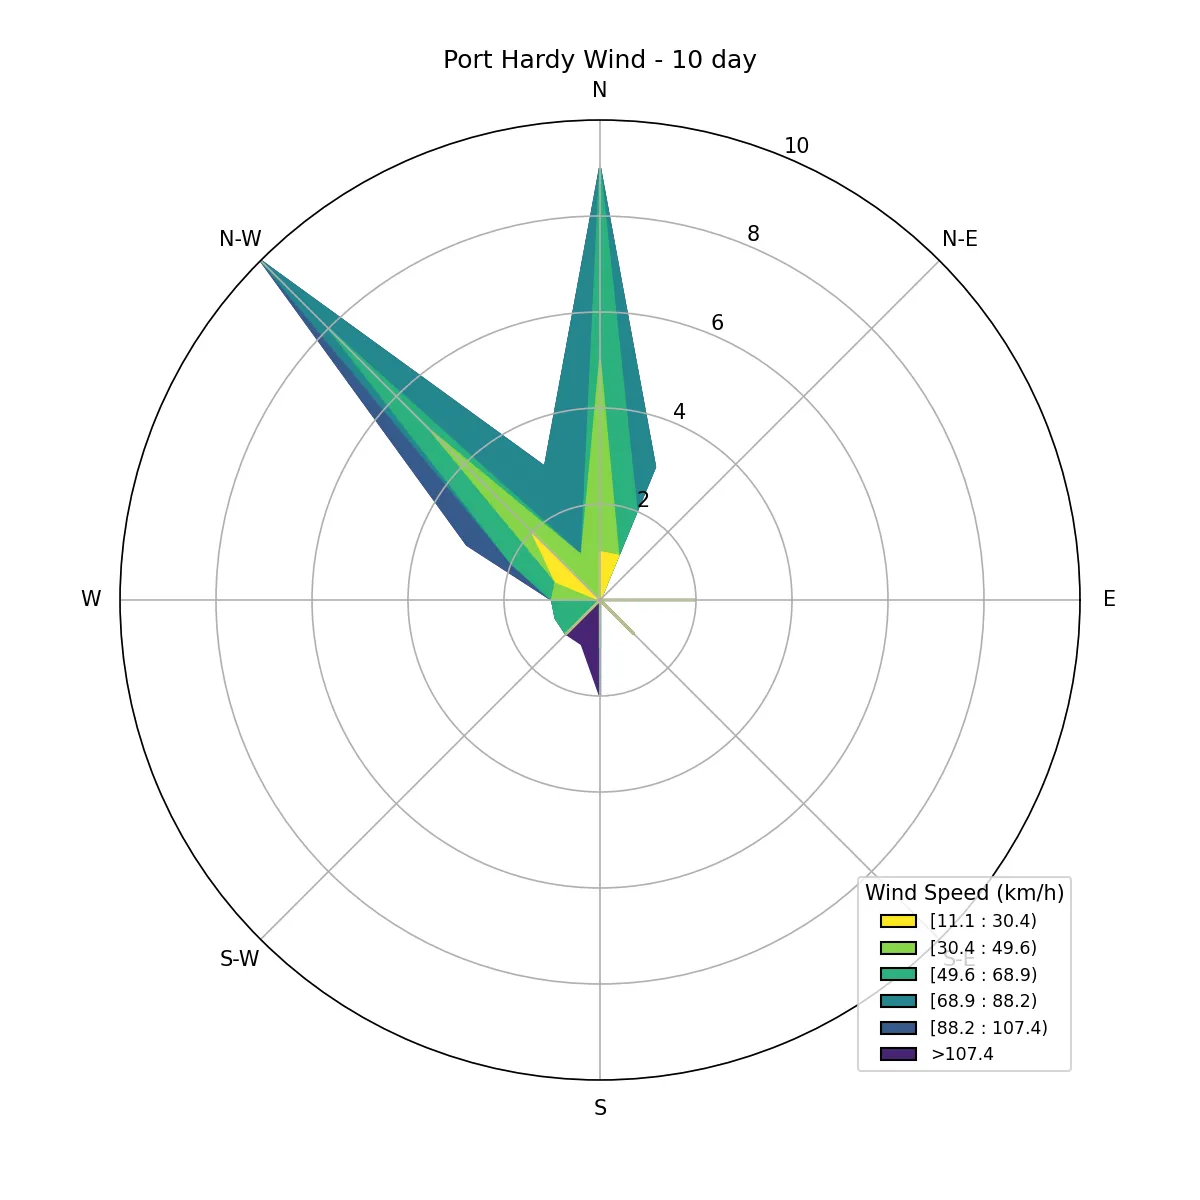 Port Hardy Wind - 10 day
N
10
N-W
N-E
8
6
4
2
W
E
Wind Speed (km/h)
[11.1 : 30.4)
[30.4 : 49.6)
S-W
S-E
[49.6 : 68.9)
[68.9 : 88.2)
[88.2 : 107.4)
>107.4
S